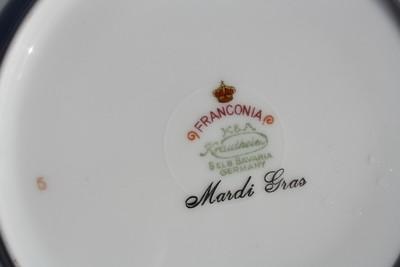 FRANCONIA
K&A
Krautheim
SELB BAVARIA
GERMANY
Mardi Gras
5